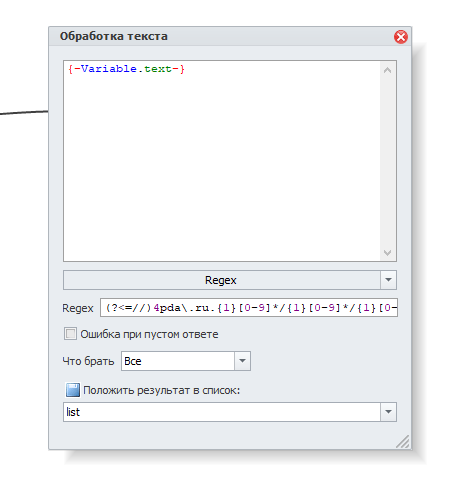 Обработка текста
{-Variable.text-}
Regex
Regex (?<=//)4pda\.ru.{1}[0-9]*/{1}[0-9]*/{1}[0-
Ошибка при пустом ответе
Что брать Все
Положить результат в список:
list